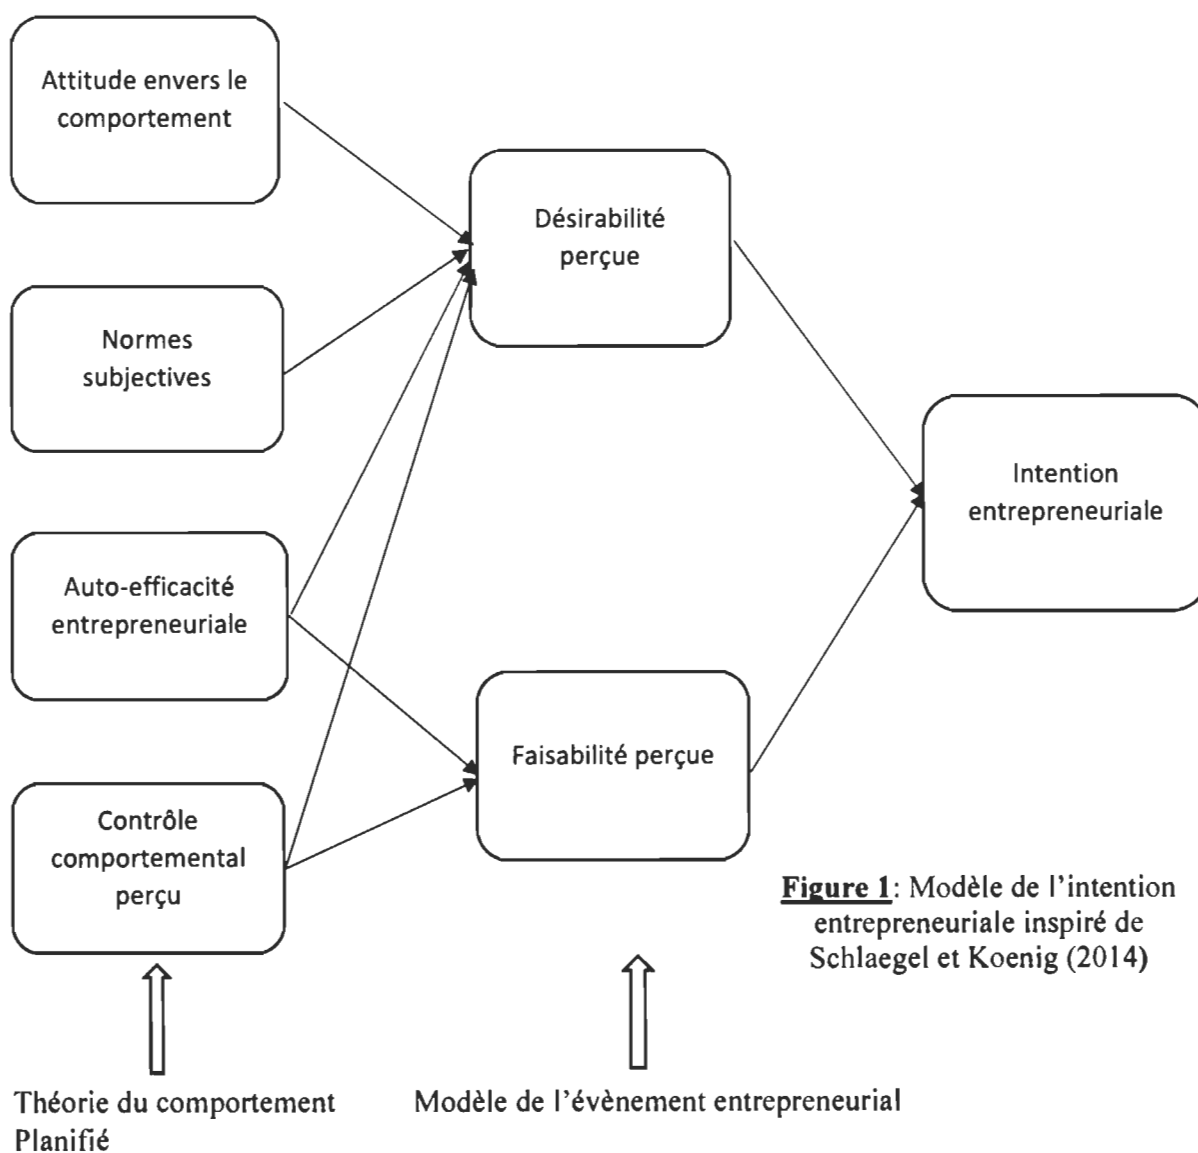 Attitude envers le
comportement
Désirabilité
perçue
Normes
subjectives
Intention
entrepreneuriale
Auto-efficacité
entrepreneuriale
Faisabilité perçue
Contrôle
comportemental
perçu
Figure 1: Modèle de l'intention
entrepreneuriale inspiré de
Schlaegel et Koenig (2014)
Théorie du comportement
Planifié
Modèle de l'évènement entrepreneurial